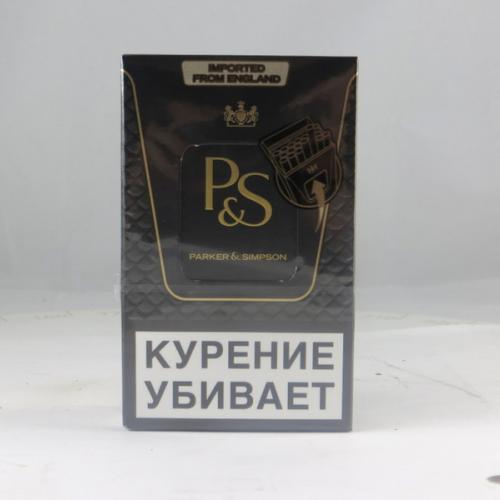 IMPORTED
FROM ENGLAND
P&S
PARKER & SIMPSON
КУРЕНИЕ
УБИВАЕТ